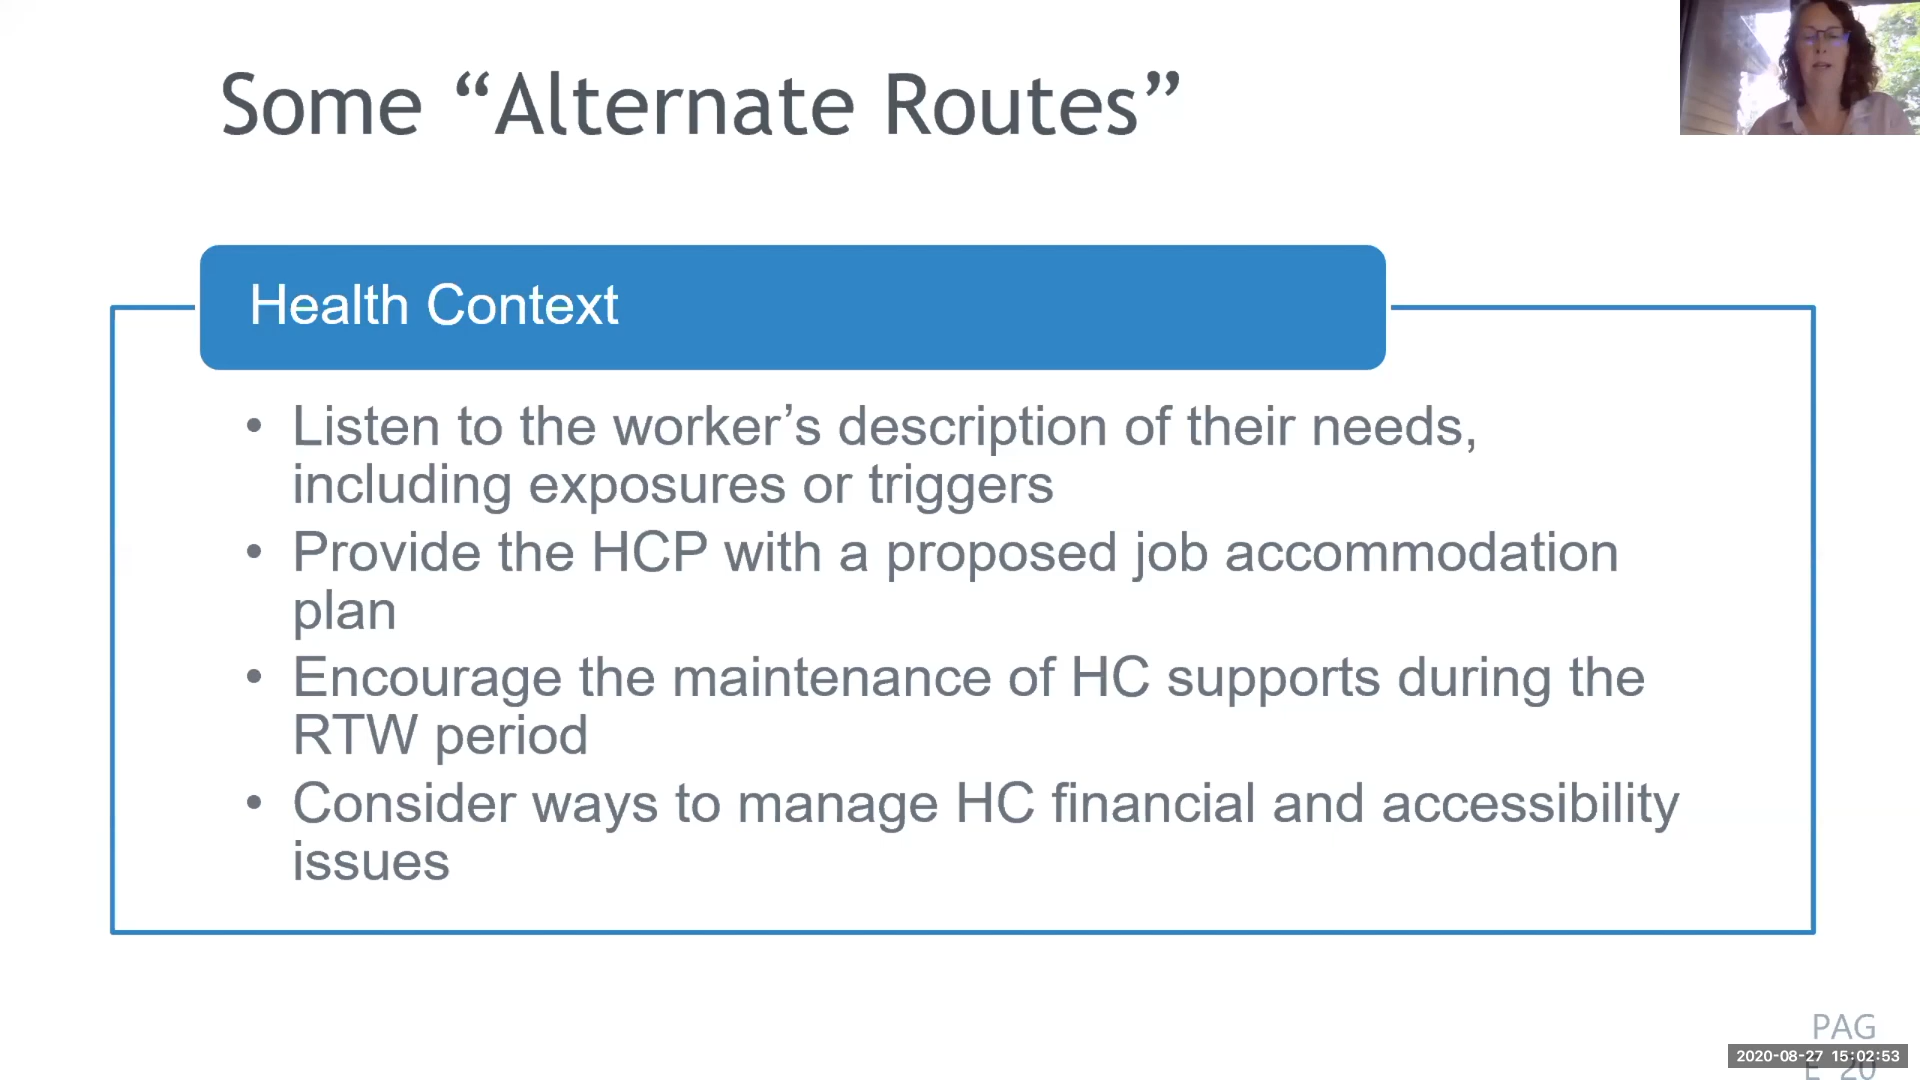 Some “Alternate Routes”
Health Context
• Listen to the worker’s description of their needs,
including exposures or triggers
• Provide the HCP with a proposed job accommodation
plan
• Encourage the maintenance of HC supports during the
RTW period
• Consider ways to manage HC financial and accessibility
issues
PAG
2020-08-27 15:02:53
E 20